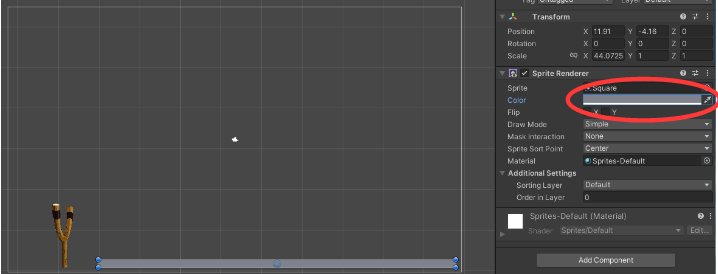 Tag Untagged Layer Default
Transform
Position X 11.91 Y -4.16 Z 0
Rotation X 0 Y 0 Z 0
Scale X 44.0725 Y 1 Z 1
Sprite Renderer
Sprite Square
Color
Flip X Y
Draw Mode Simple
Mask Interaction None
Sprite Sort Point Center
Material Sprites-Default
Additional Settings
Sorting Layer Default
Order in Layer 0
Sprites-Default (Material)
Shader Sprites/Default Edit...
Add Component